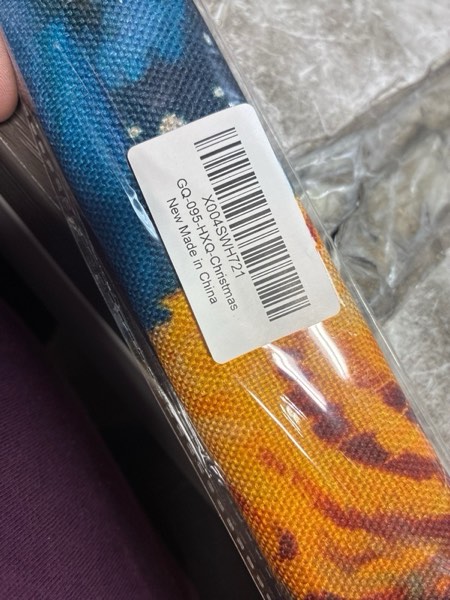 X004SWH721
GQ-095-HXQ-Christmas
New Made in China